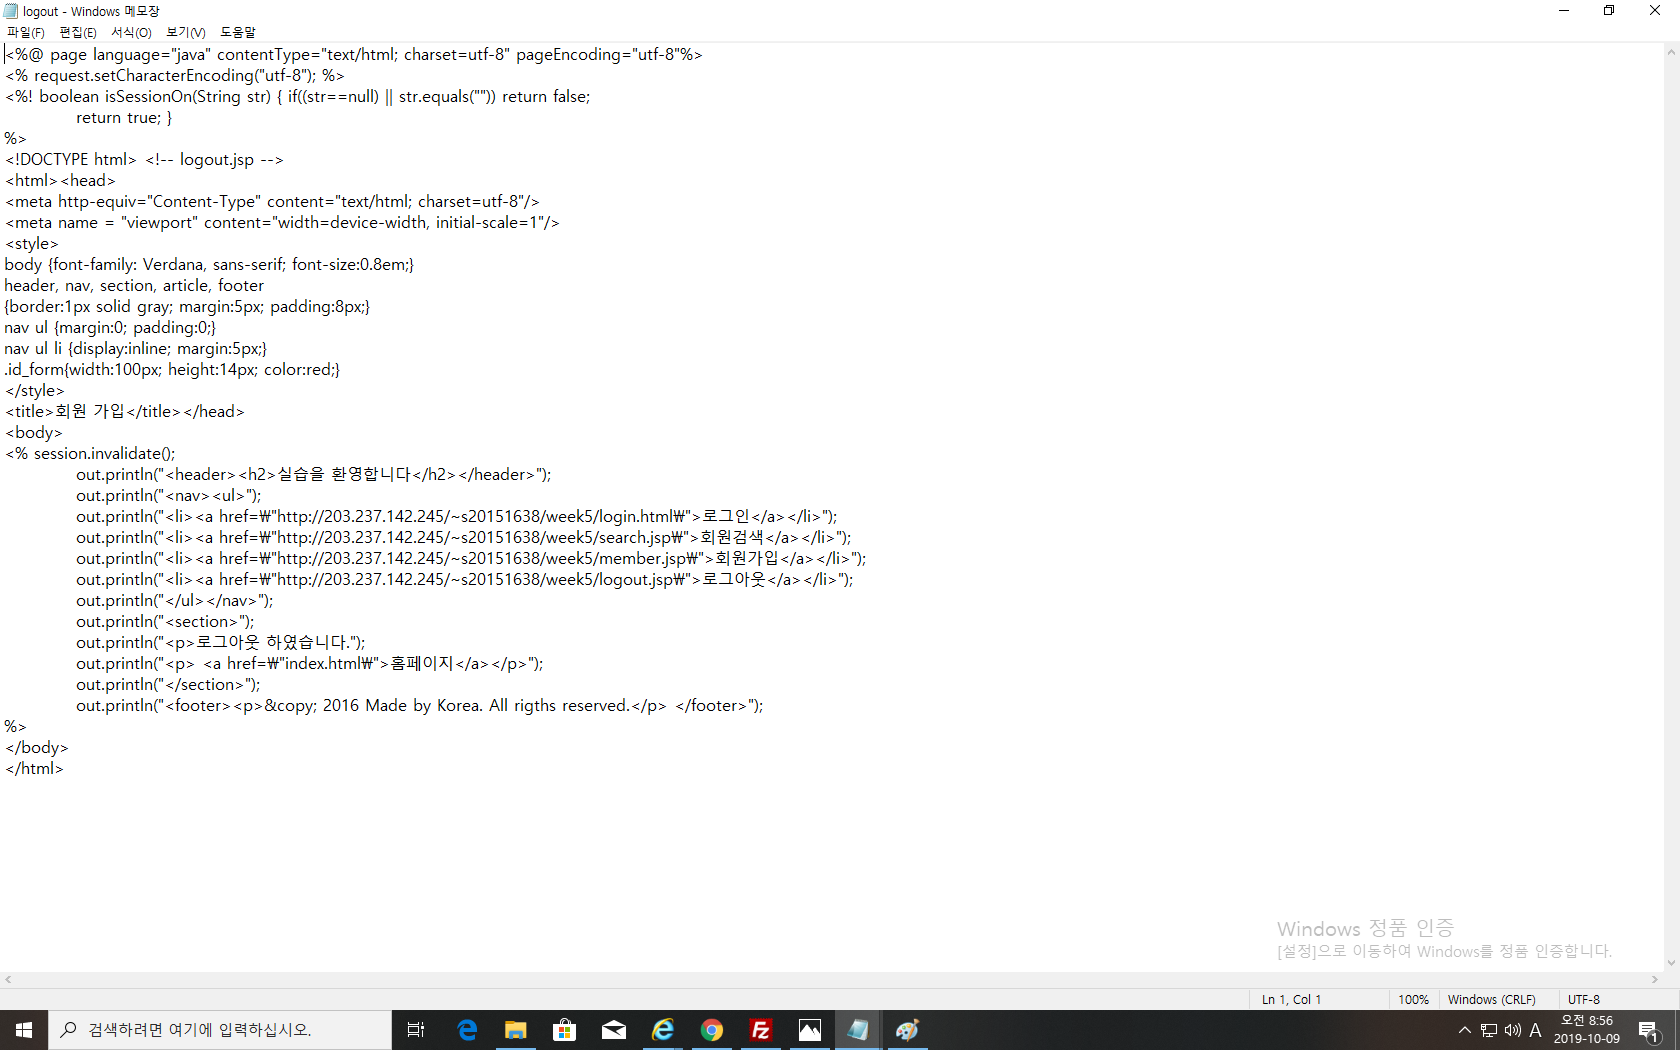 logout - Windows 메모장
파일(F) 편집(E) 서식(O) 보기(V) 도움말
<%@ page language="java" contentType="text/html; charset=utf-8" pageEncoding="utf-8"%>
<% request.setCharacterEncoding("utf-8"); %>
<%! boolean isSessionOn(String str) { if((str==null) || str.equals("")) return false;
return true; }
%>
<!DOCTYPE html> <!-- logout.jsp -->
<html><head>
<meta http-equiv="Content-Type" content="text/html; charset=utf-8"/>
<meta name = "viewport" content="width=device-width, initial-scale=1"/>
<style>
body {font-family: Verdana, sans-serif; font-size:0.8em;}
header, nav, section, article, footer
{border:1px solid gray; margin:5px; padding:8px;}
nav ul {margin:0; padding:0;}
nav ul li {display:inline; margin:5px;}
.id_form{width:100px; height:14px; color:red;}
</style>
<title>회원 가입</title></head>
<body>
<% session.invalidate();
out.println("<header><h2>실습을 환영합니다</h2></header>");
out.println("<nav><ul>");
out.println("<li><a href=₩"http://203.237.142.245/~s20151638/week5/login.html₩">로그인</a></li>");
out.println("<li><a href=₩"http://203.237.142.245/~s20151638/week5/search.jsp₩">회원검색</a></li>");
out.println("<li><a href=₩"http://203.237.142.245/~s20151638/week5/member.jsp₩">회원가입</a></li>");
out.println("<li><a href=₩"http://203.237.142.245/~s20151638/week5/logout.jsp₩">로그아웃</a></li>");
out.println("</ul></nav>");
out.println("<section>");
out.println("<p>로그아웃 하였습니다.");
out.println("<p> <a href=₩"index.html₩">홈페이지</a></p>");
out.println("</section>");
out.println("<footer><p>&copy; 2016 Made by Korea. All rigths reserved.</p> </footer>");
%>
</body>
</html>
Windows 정품 인증
[설정]으로 이동하여 Windows를 정품 인증합니다.
Ln 1, Col 1 100% Windows (CRLF) UTF-8
검색하려면 여기에 입력하십시오.
A
오전 8:56
2019-10-09
1